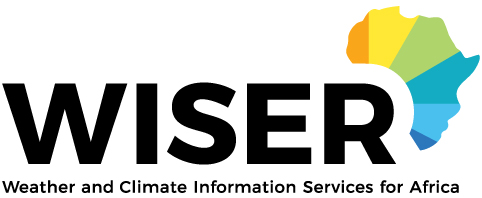 WISER
Weather and Climate Information Services for Africa